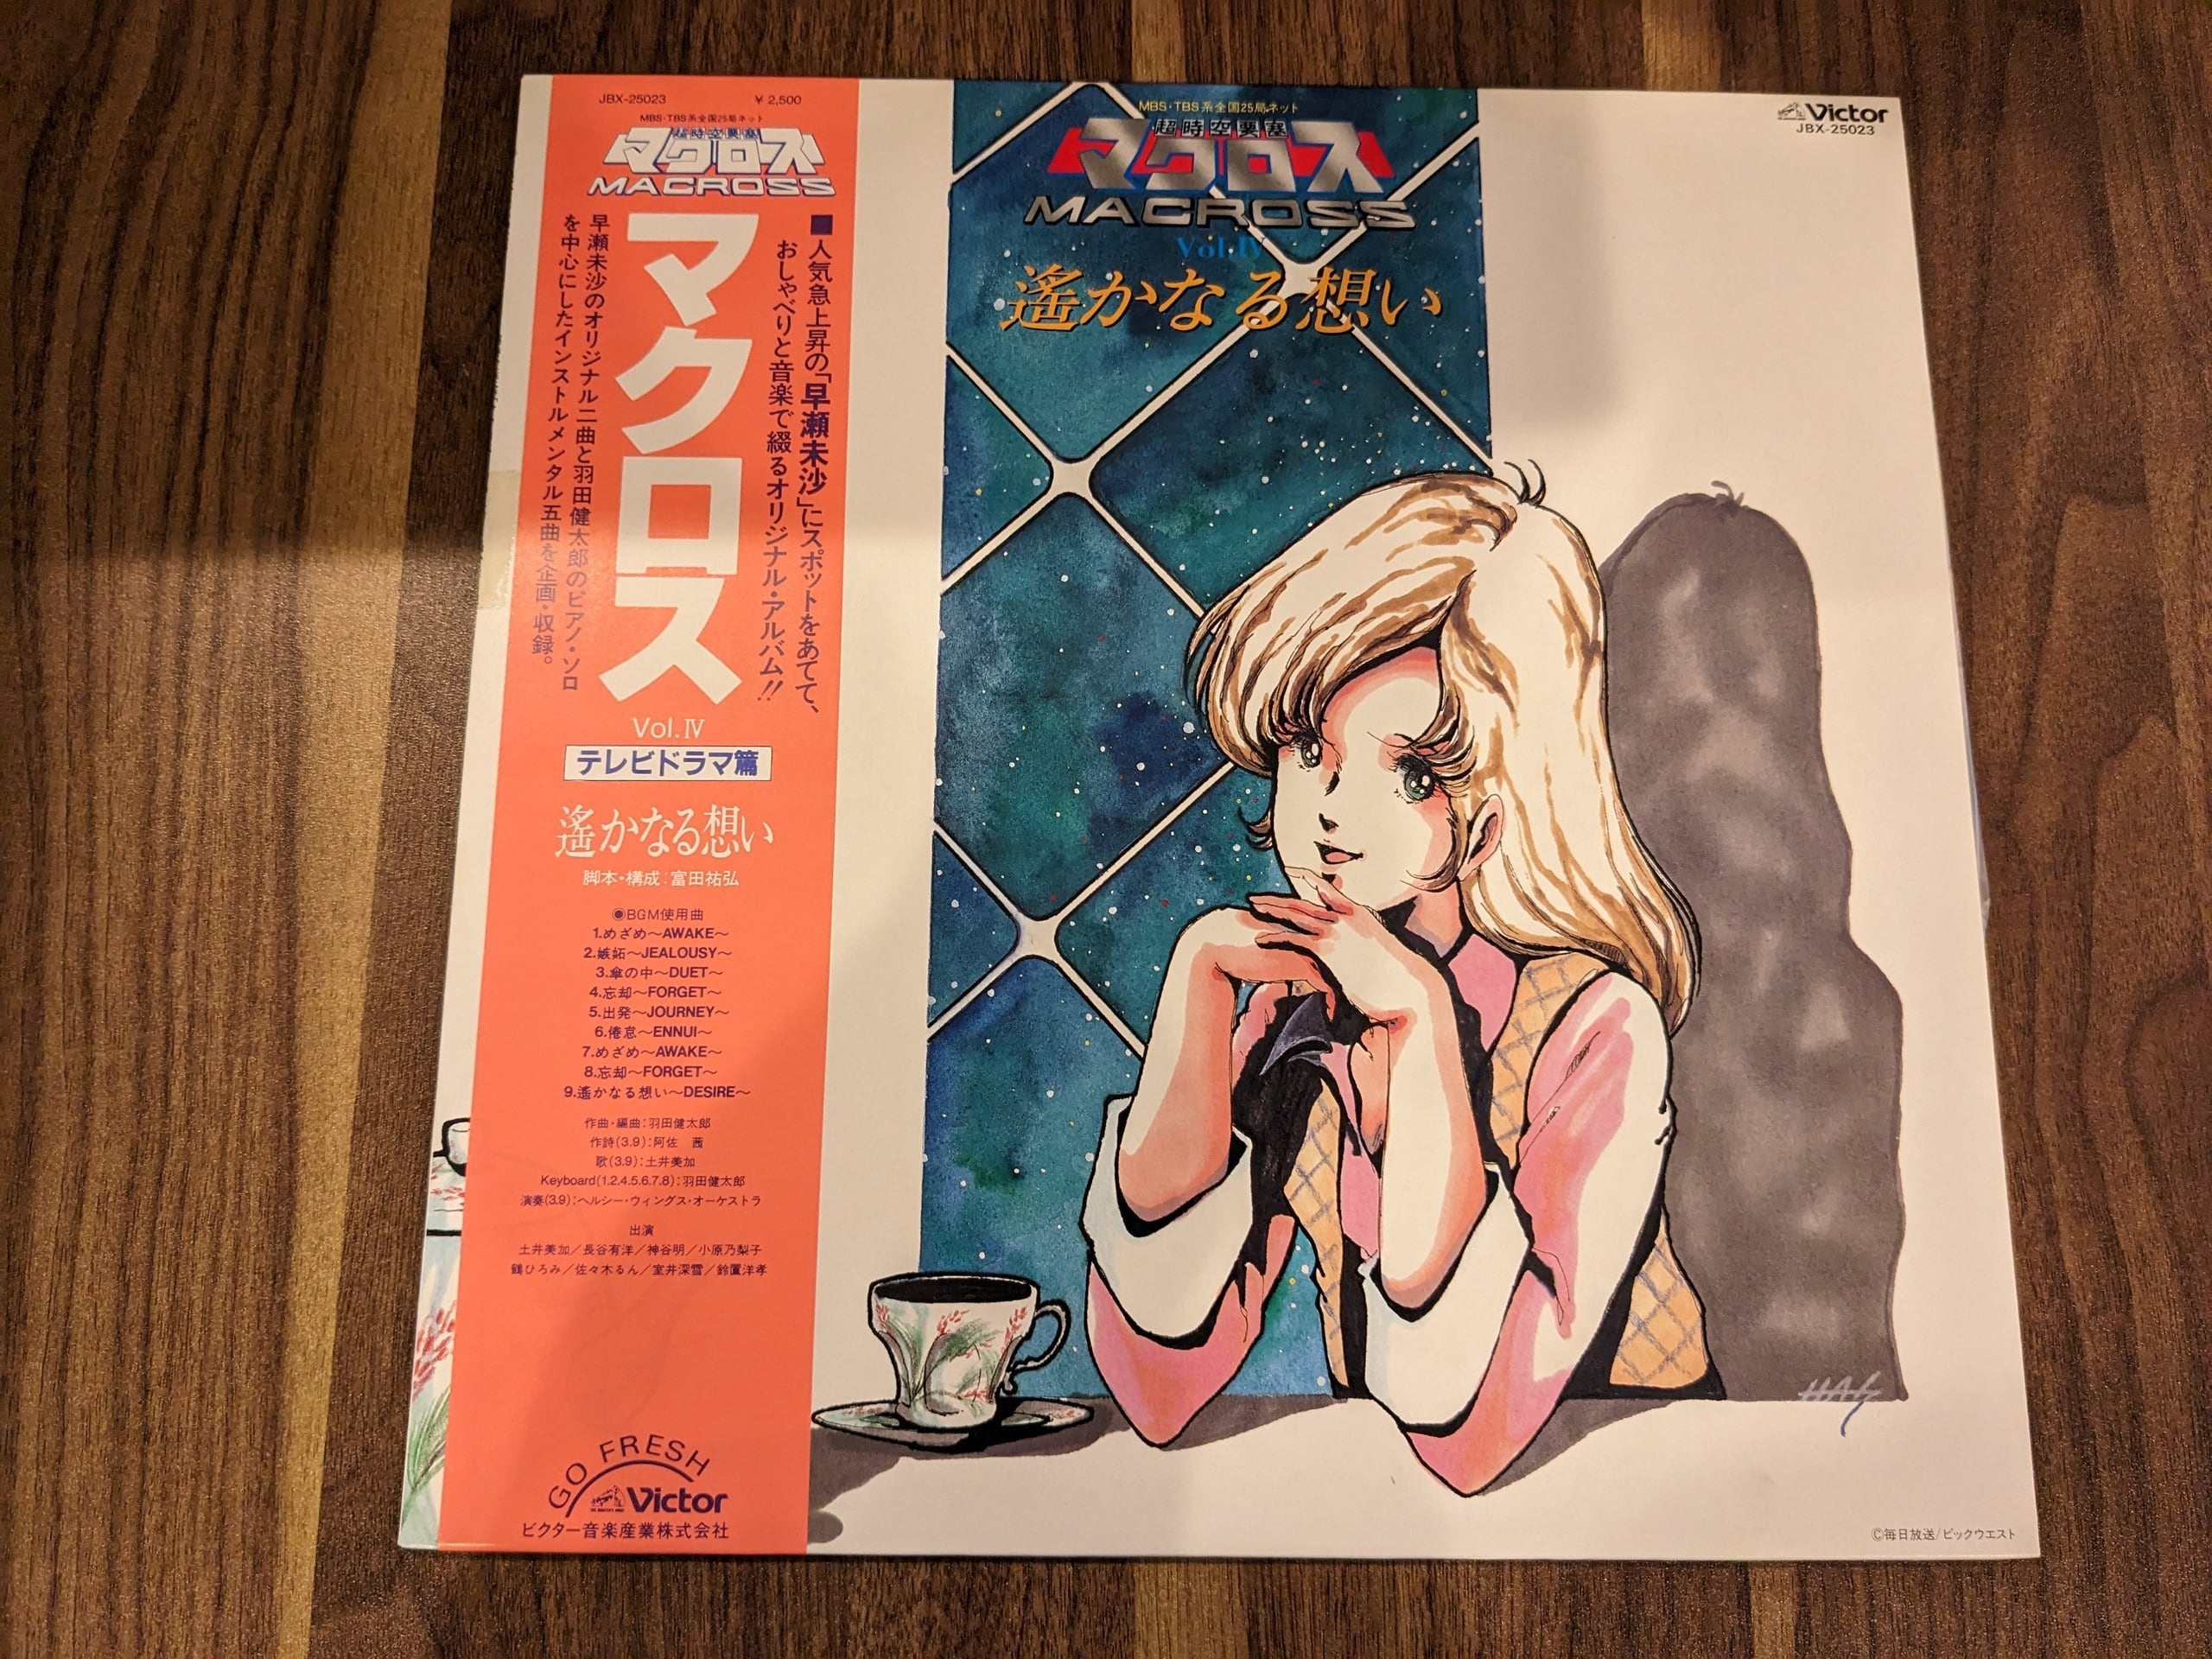 JBX-25023 ¥2,500
MBS・TBS系全国25局ネット
超時空要塞
マクロス
MACROSS
■人気急上昇の「早瀬未沙」にスポットをあてて、
おしゃべりと音楽で綴るオリジナル・アルバム!!
マクロス
早瀬未沙のオリジナル二曲と羽田健太郎のピアノ・ソロ
を中心にしたインストルメンタル五曲を企画・収録。
Vol.Ⅳ
テレビドラマ篇
遙かなる想い
脚本・構成:富田祐弘
◉BGM使用曲
1.めざめ〜AWAKE〜
2.嫉妬〜JEALOUSY〜
3.傘の中〜DUET〜
4.忘却〜FORGET〜
5.出発〜JOURNEY〜
6.倦怠〜ENNUI〜
7.めざめ〜AWAKE〜
8.忘却〜FORGET〜
9.遙かなる想い〜DESIRE〜
作曲・編曲:羽田健太郎
作詩(3.9):阿佐 茜
歌(3.9):土井美加
Keyboard(1.2.4.5.6.7.8):羽田健太郎
演奏(3.9):ヘルシー・ウィングス・オーケストラ
出演
土井美加/長谷有洋/神谷明/小原乃梨子
鶴ひろみ/佐々木るん/室井深雪/鈴置洋孝
GO FRESH
Victor
ビクター音楽産業株式会社
MBS・TBS系全国25局ネット
超時空要塞
マクロス
MACROSS
Vol.Ⅳ
遙かなる想い
Victor
JBX-25023
©毎日放送/ビックウエスト